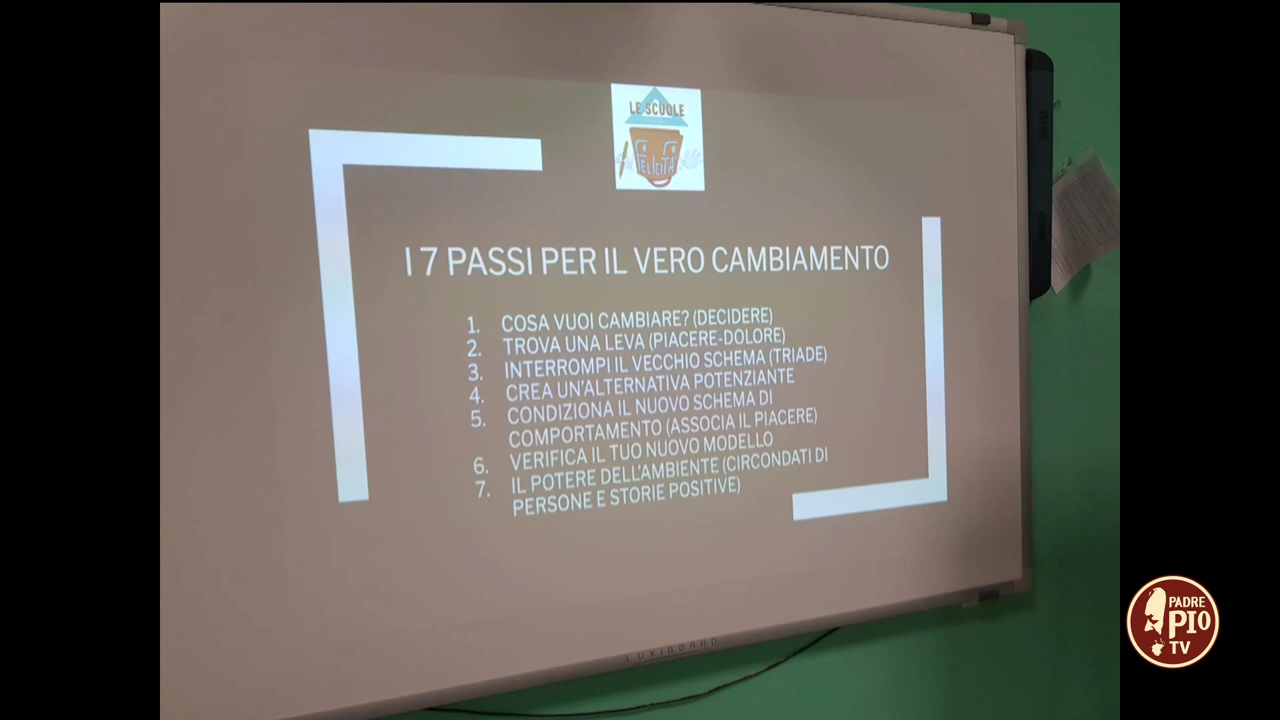 LE SCUOLE
FELICITÀ
I 7 PASSI PER IL VERO CAMBIAMENTO
1. COSA VUOI CAMBIARE? (DECIDERE)
2. TROVA UNA LEVA (PIACERE-DOLORE)
3. INTERROMPI IL VECCHIO SCHEMA (TRIADE)
4. CREA UN'ALTERNATIVA POTENZIANTE
5. CONDIZIONA IL NUOVO SCHEMA DI
COMPORTAMENTO (ASSOCIA IL PIACERE)
6. VERIFICA IL TUO NUOVO MODELLO
7. IL POTERE DELL'AMBIENTE (CIRCONDATI DI
PERSONE E STORIE POSITIVE)
LUXIBOARD
PADRE
PIO
TV